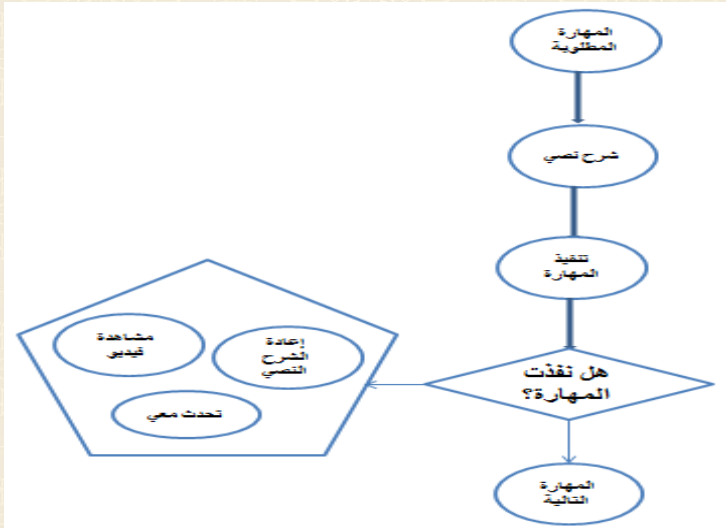 المهارة
المطلوبة
شرح نصي
تنفيذ
المهارة
هل نفذت
المهارة؟
إعادة
الشرح
النصي
مشاهدة
فيديو
تحدث معي
المهارة
التالية